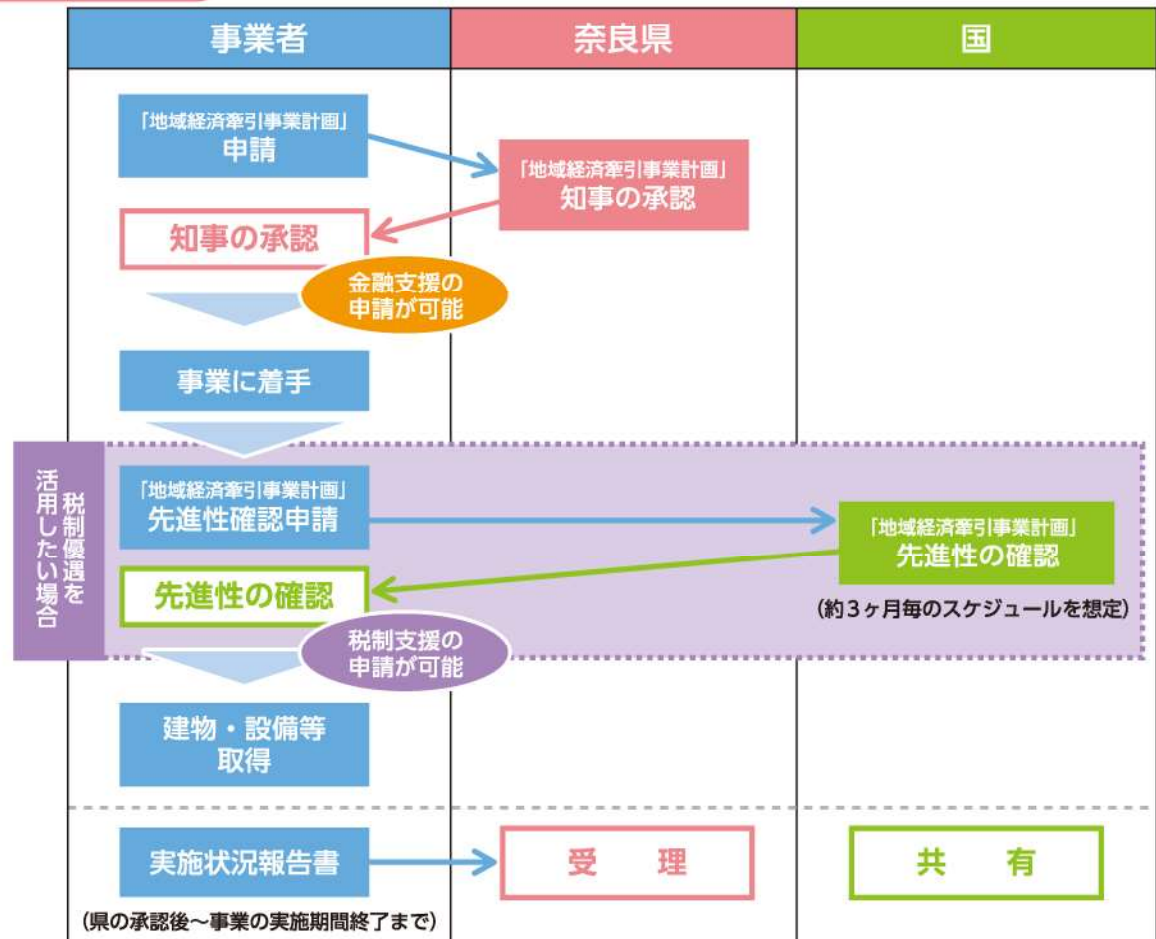 事業者
奈良県
国
「地域経済牽引事業計画」
申請
「地域経済牽引事業計画」
知事の承認
知事の承認
金融支援の
申請が可能
事業に着手
税制優遇を
活用したい場合
「地域経済牽引事業計画」
先進性確認申請
「地域経済牽引事業計画」
先進性の確認
(約3ヶ月毎のスケジュールを想定)
先進性の確認
税制支援の
申請が可能
建物・設備等
取得
実施状況報告書
(県の承認後～事業の実施期間終了まで)
受 理
共 有